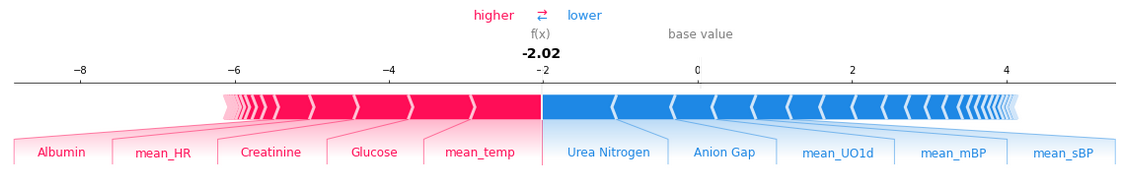 higher ⇄ lower
f(x) base value
-2.02
−8 −6 −4 −2 0 2 4
Albumin mean_HR Creatinine Glucose mean_temp Urea Nitrogen Anion Gap mean_UO1d mean_mBP mean_sBP